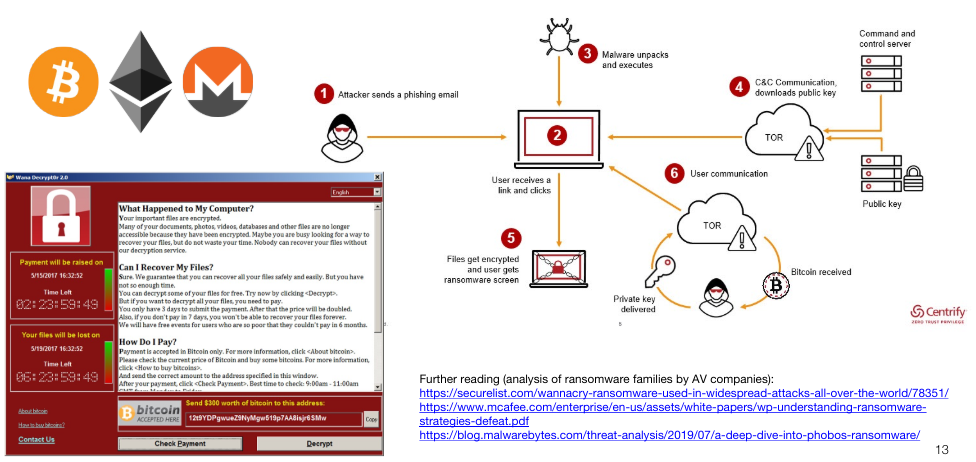 1 Attacker sends a phishing email
2
User receives a
link and clicks
3 Malware unpacks
and executes
4 C&C Communication,
downloads public key
TOR
Command and
control server
Public key
5
Files get encrypted
and user gets
ransomware screen
6 User communication
TOR
Private key
delivered
Bitcoin received
5
Centrify
ZERO TRUST PRIVILEGE
Wana Decrypt0r 2.0
English
What Happened to My Computer?
Your important files are encrypted.
Many of your documents, photos, videos, databases and other files are no longer
accessible because they have been encrypted. Maybe you are busy looking for a way to
recover your files, but do not waste your time. Nobody can recover your files without
our decryption service.
Can I Recover My Files?
Sure. We guarantee that you can recover all your files safely and easily. But you have
not so enough time.
You can decrypt some of your files for free. Try now by clicking <Decrypt>.
But if you want to decrypt all your files, you need to pay.
You only have 3 days to submit the payment. After that the price will be doubled.
Also, if you don't pay in 7 days, you won't be able to recover your files forever.
We will have free events for users who are so poor that they couldn't pay in 6 months.
How Do I Pay?
Payment is accepted in Bitcoin only. For more information, click <About bitcoin>.
Please check the current price of Bitcoin and buy some bitcoins. For more information,
click <How to buy bitcoins>.
And send the correct amount to the address specified in this window.
After your payment, click <Check Payment>. Best time to check: 9:00am - 11:00am
Payment will be raised on
5/15/2017 16:32:52
Time Left
02:23:59:49
Your files will be lost on
5/19/2017 16:32:52
Time Left
06:23:59:49
About bitcoin
How to buy bitcoins?
Contact Us
bitcoin
ACCEPTED HERE
Send $300 worth of bitcoin to this address:
12t9YDPgwueZ9NyMgw519p7AA8isjr6SMw
Copy
Check Payment
Decrypt
Further reading (analysis of ransomware families by AV companies):
https://securelist.com/wannacry-ransomware-used-in-widespread-attacks-all-over-the-world/78351/
https://www.mcafee.com/enterprise/en-us/assets/white-papers/wp-understanding-ransomware-
strategies-defeat.pdf
https://blog.malwarebytes.com/threat-analysis/2019/07/a-deep-dive-into-phobos-ransomware/
13